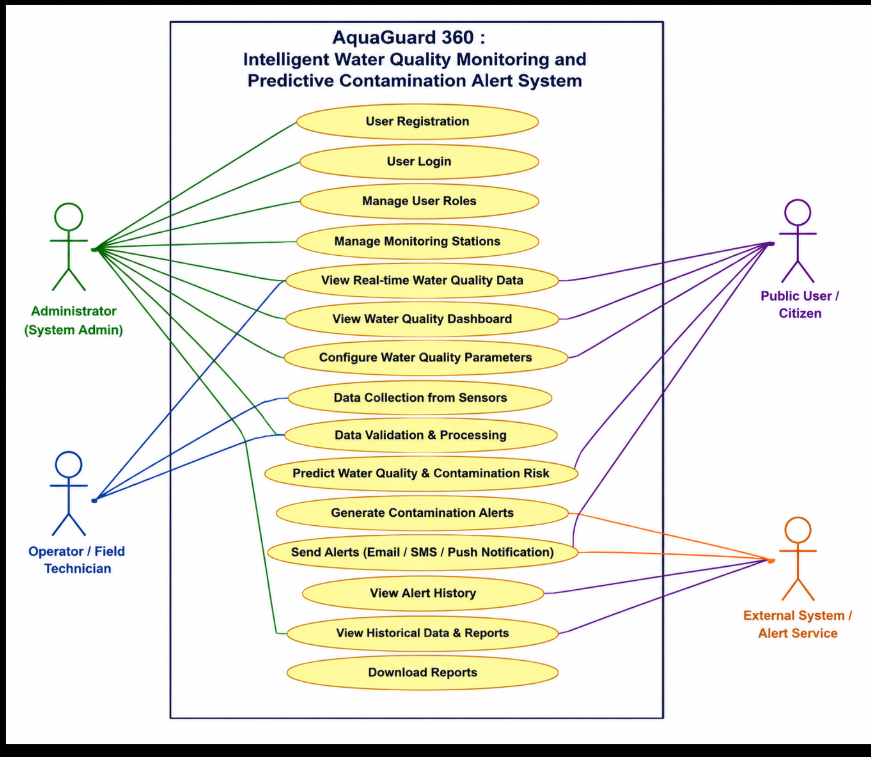 AquaGuard 360 :
Intelligent Water Quality Monitoring and
Predictive Contamination Alert System
User Registration
User Login
Manage User Roles
Manage Monitoring Stations
View Real-time Water Quality Data
View Water Quality Dashboard
Configure Water Quality Parameters
Data Collection from Sensors
Data Validation & Processing
Predict Water Quality & Contamination Risk
Generate Contamination Alerts
Send Alerts (Email / SMS / Push Notification)
View Alert History
View Historical Data & Reports
Download Reports
Administrator
(System Admin)
Operator / Field
Technician
Public User /
Citizen
External System /
Alert Service